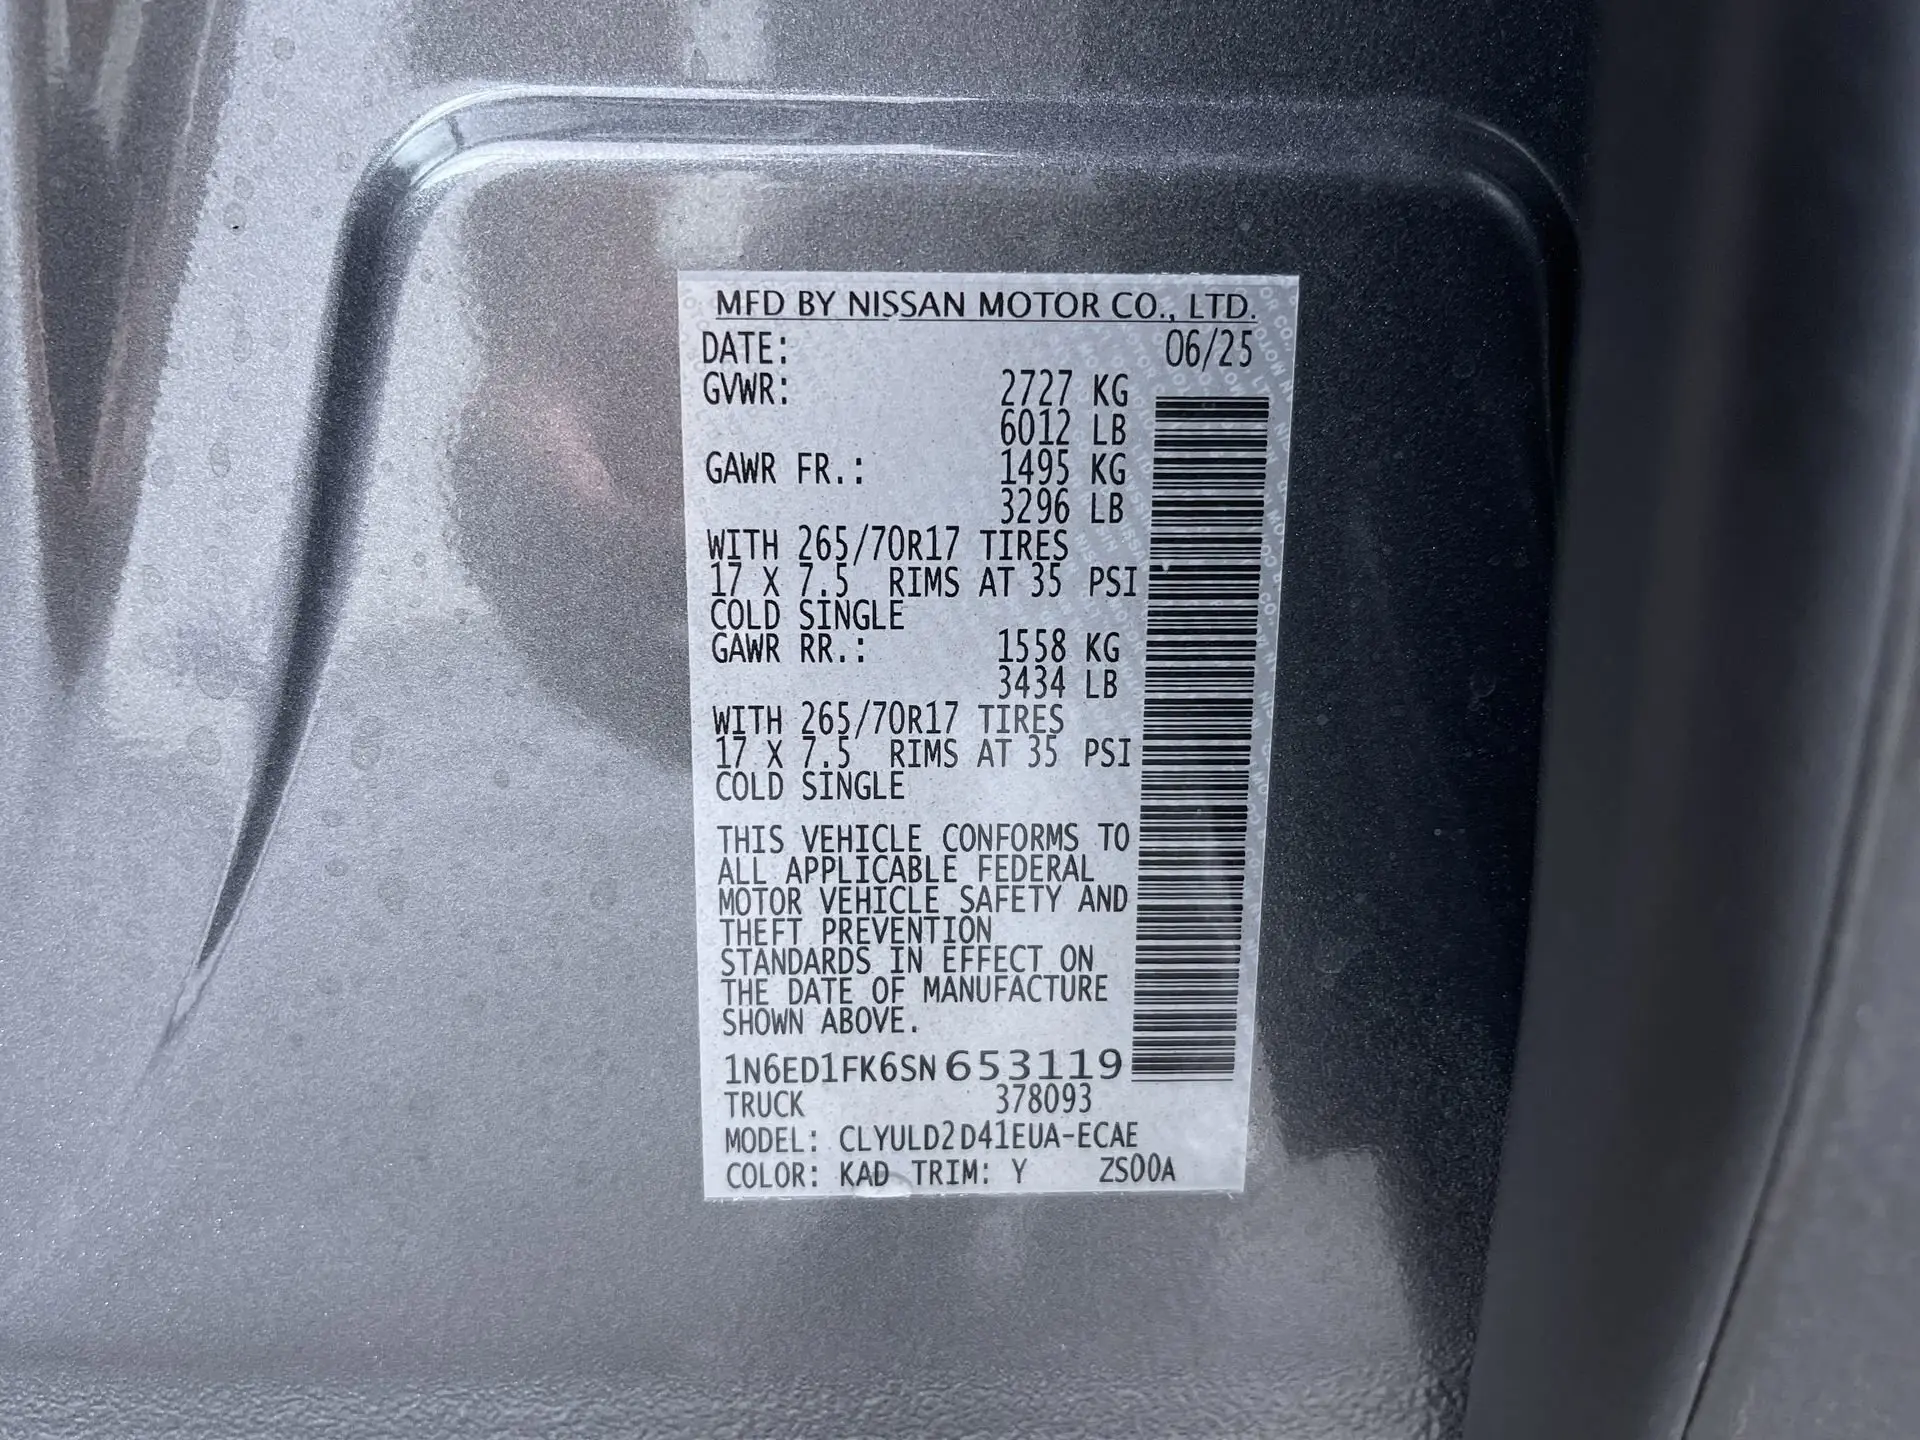 MFD BY NISSAN MOTOR CO., LTD.
DATE: 06/25
GVWR: 2727 KG
6012 LB
GAWR FR.: 1495 KG
3296 LB
WITH 265/70R17 TIRES
17 X 7.5 RIMS AT 35 PSI
COLD SINGLE
GAWR RR.: 1558 KG
3434 LB
WITH 265/70R17 TIRES
17 X 7.5 RIMS AT 35 PSI
COLD SINGLE
THIS VEHICLE CONFORMS TO
ALL APPLICABLE FEDERAL
MOTOR VEHICLE SAFETY AND
THEFT PREVENTION
STANDARDS IN EFFECT ON
THE DATE OF MANUFACTURE
SHOWN ABOVE.
1N6ED1FK6SN653119
TRUCK 378093
MODEL: CLYULD2D41EUA-ECAE
COLOR: KAD TRIM: Y ZS00A